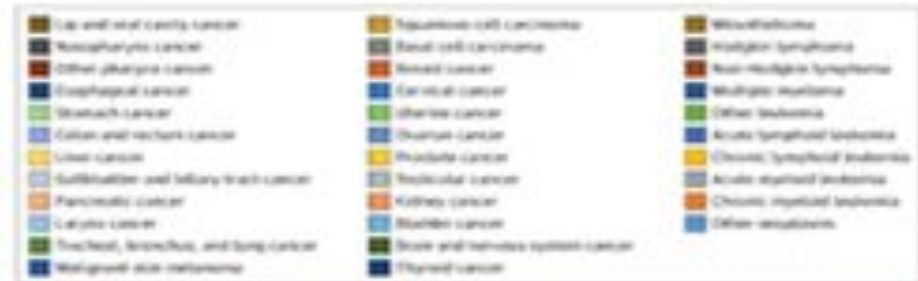 Lip and oral cavity cancer
Nasopharynx cancer
Other pharynx cancer
Esophageal cancer
Stomach cancer
Colon and rectum cancer
Liver cancer
Gallbladder and biliary tract cancer
Pancreatic cancer
Larynx cancer
Tracheal, bronchus, and lung cancer
Malignant skin melanoma
Squamous cell carcinoma
Basal cell carcinoma
Breast cancer
Cervical cancer
Uterine cancer
Ovarian cancer
Prostate cancer
Testicular cancer
Kidney cancer
Bladder cancer
Brain and nervous system cancer
Thyroid cancer
Mesothelioma
Hodgkin lymphoma
Non-Hodgkin lymphoma
Multiple myeloma
Other leukemia
Acute lymphoid leukemia
Chronic lymphoid leukemia
Acute myeloid leukemia
Chronic myeloid leukemia
Other neoplasms